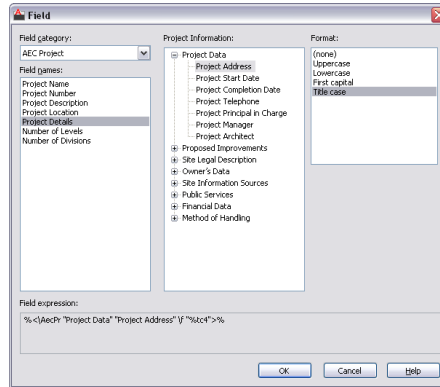 Field
Field category:
AEC Project
Field names:
Project Name
Project Number
Project Description
Project Location
Project Details
Number of Levels
Number of Divisions
Project Information:
Project Data
Project Address
Project Start Date
Project Completion Date
Project Telephone
Project Principal in Charge
Project Manager
Project Architect
Proposed Improvements
Site Legal Description
Owner's Data
Site Information Sources
Public Services
Financial Data
Method of Handling
Format:
(none)
Uppercase
Lowercase
First capital
Title case
Field expression:
%<\AecPr "Project Data" "Project Address" \f "%tc4">%
OK
Cancel
Help